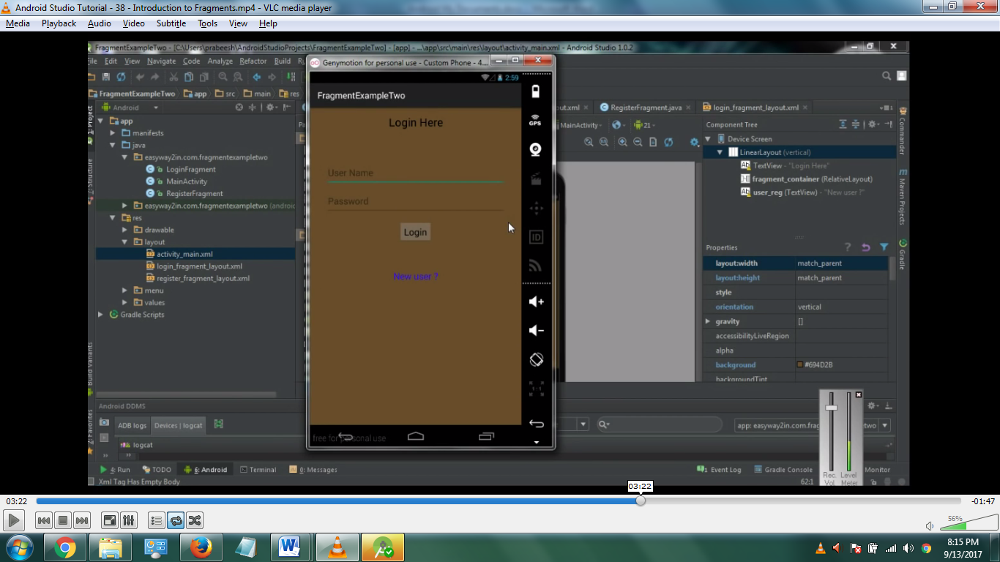 Android Studio Tutorial - 38 - Introduction to Fragments.mp4 - VLC media player
Media Playback Audio Video Subtitle Tools View Help
FragmentExampleTwo - [C:\Users\prabeesh\AndroidStudioProjects\FragmentExampleTwo] - [app] - ...\app\src\main\res\layout\activity_main.xml - Android Studio 1.0.2
File Edit View Navigate Code Analyze Refactor Build
Genymotion for personal use - Custom Phone - 4....
2:59
FragmentExampleTwo app src main res
FragmentExampleTwo
Android
out.xml RegisterFragment.java login_fragment_layout.xml
1: Project
app
manifests
java
easyway2in.com.fragmentexampletwo
LoginFragment
MainActivity
RegisterFragment
easyway2in.com.fragmentexampletwo (androi
res
drawable
layout
activity_main.xml
login_fragment_layout.xml
register_fragment_layout.xml
menu
values
Gradle Scripts
Structure
Build Variants
2: Favorites
Login Here
User Name
Password
Login
New user ?
free for personal use
GPS
ID
1:1
MainActivity 21
Component Tree
Device Screen
LinearLayout (vertical)
TextView - "Login Here"
fragment_container (RelativeLayout)
user_reg (TextView) - "New user ?"
Commander
Maven Projects
Gradle
Properties
layout:width match_parent
layout:height match_parent
style
orientation vertical
gravity []
accessibilityLiveRegion
alpha
background #694D2B
backgroundTint
Android DDMS
ADB logs Devices | logcat
app: easyway2in.com.frag
two
logcat
Rec. Vol.
Level Meter
4: Run TODO 6: Android Terminal 0: Messages Event Log Gradle Console Monitor
Xml Tag Has Empty Body 62:1
03:22
03:22 -01:47
56%
8:15 PM
9/13/2017